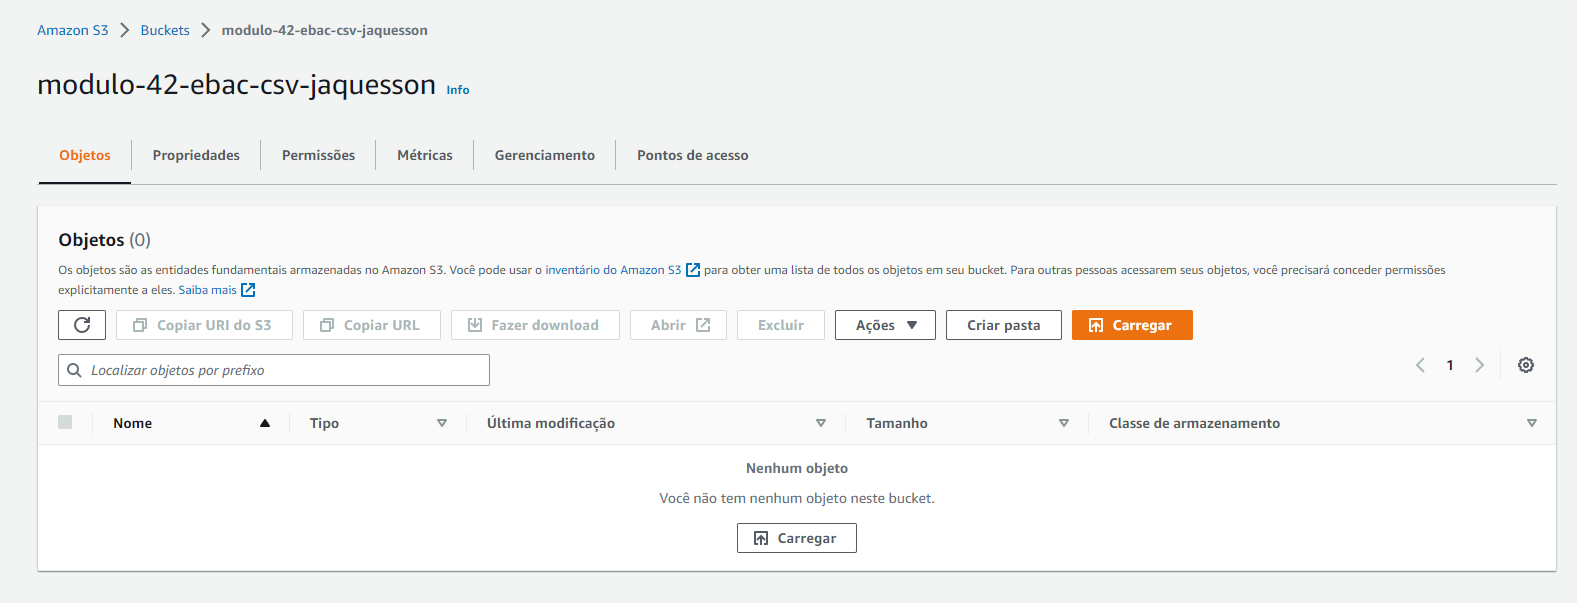 Amazon S3 > Buckets > modulo-42-ebac-csv-jaquesson
modulo-42-ebac-csv-jaquesson Info
Objetos Propriedades Permissões Métricas Gerenciamento Pontos de acesso
Objetos (0)
Os objetos são as entidades fundamentais armazenadas no Amazon S3. Você pode usar o inventário do Amazon S3 para obter uma lista de todos os objetos em seu bucket. Para outras pessoas acessarem seus objetos, você precisará conceder permissões
explicitamente a eles. Saiba mais
Copiar URI do S3 Copiar URL Fazer download Abrir Excluir Ações Criar pasta Carregar
Localizar objetos por prefixo 1
Nome Tipo Última modificação Tamanho Classe de armazenamento
Nenhum objeto
Você não tem nenhum objeto neste bucket.
Carregar